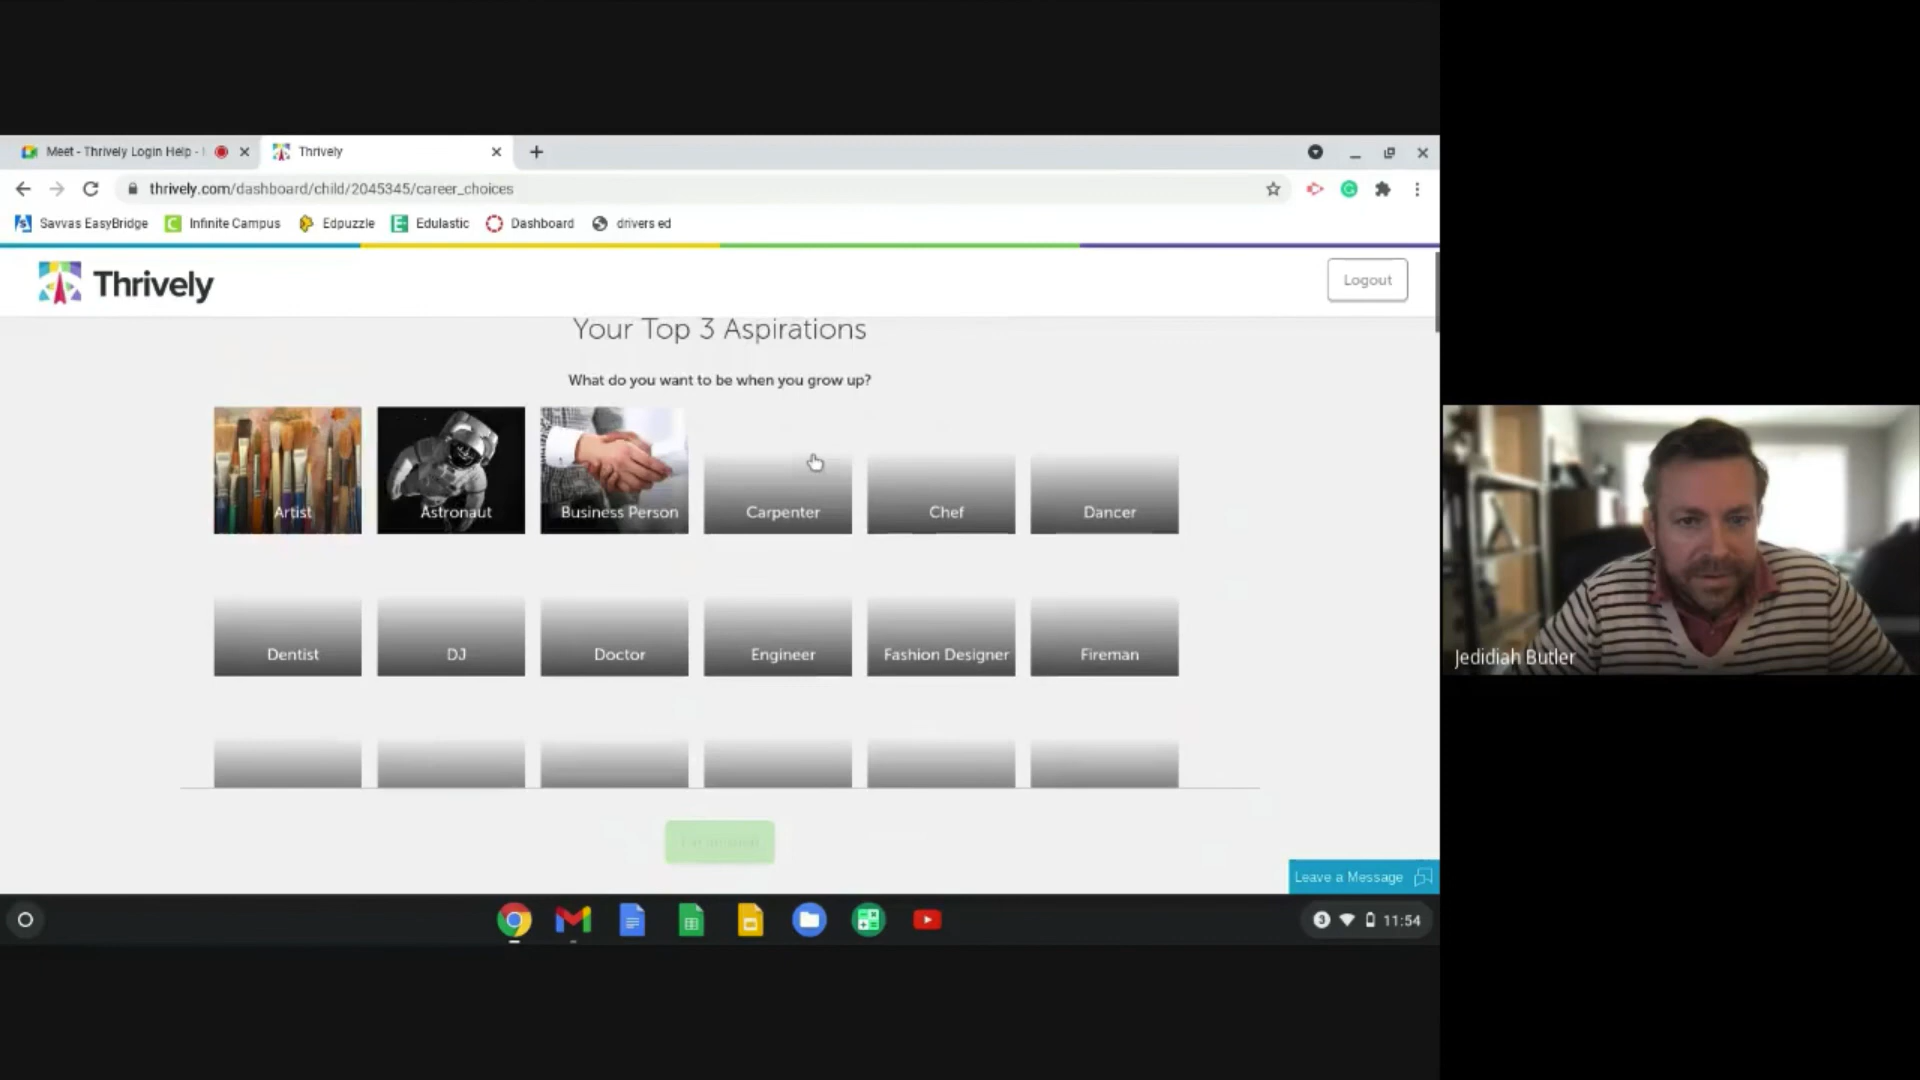 Meet - Thrively Login Help -
Thrively
thrively.com/dashboard/child/2045345/career_choices
Savvas EasyBridge
Infinite Campus
Edpuzzle
Edulastic
Dashboard
drivers ed
Thrively
Logout
Your Top 3 Aspirations
What do you want to be when you grow up?
Artist
Astronaut
Business Person
Carpenter
Chef
Dancer
Dentist
DJ
Doctor
Engineer
Fashion Designer
Fireman
Leave a Message
3 11:54
Jedidiah Butler